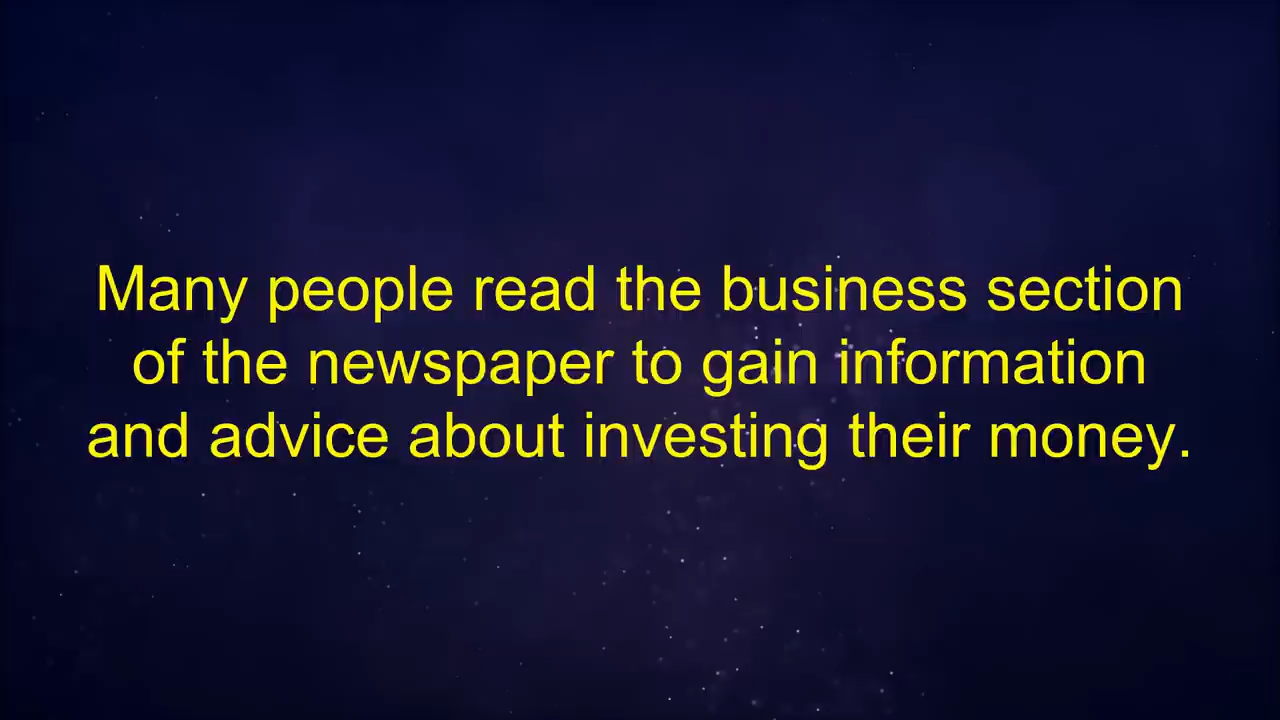 Many people read the business section
of the newspaper to gain information
and advice about investing their money.